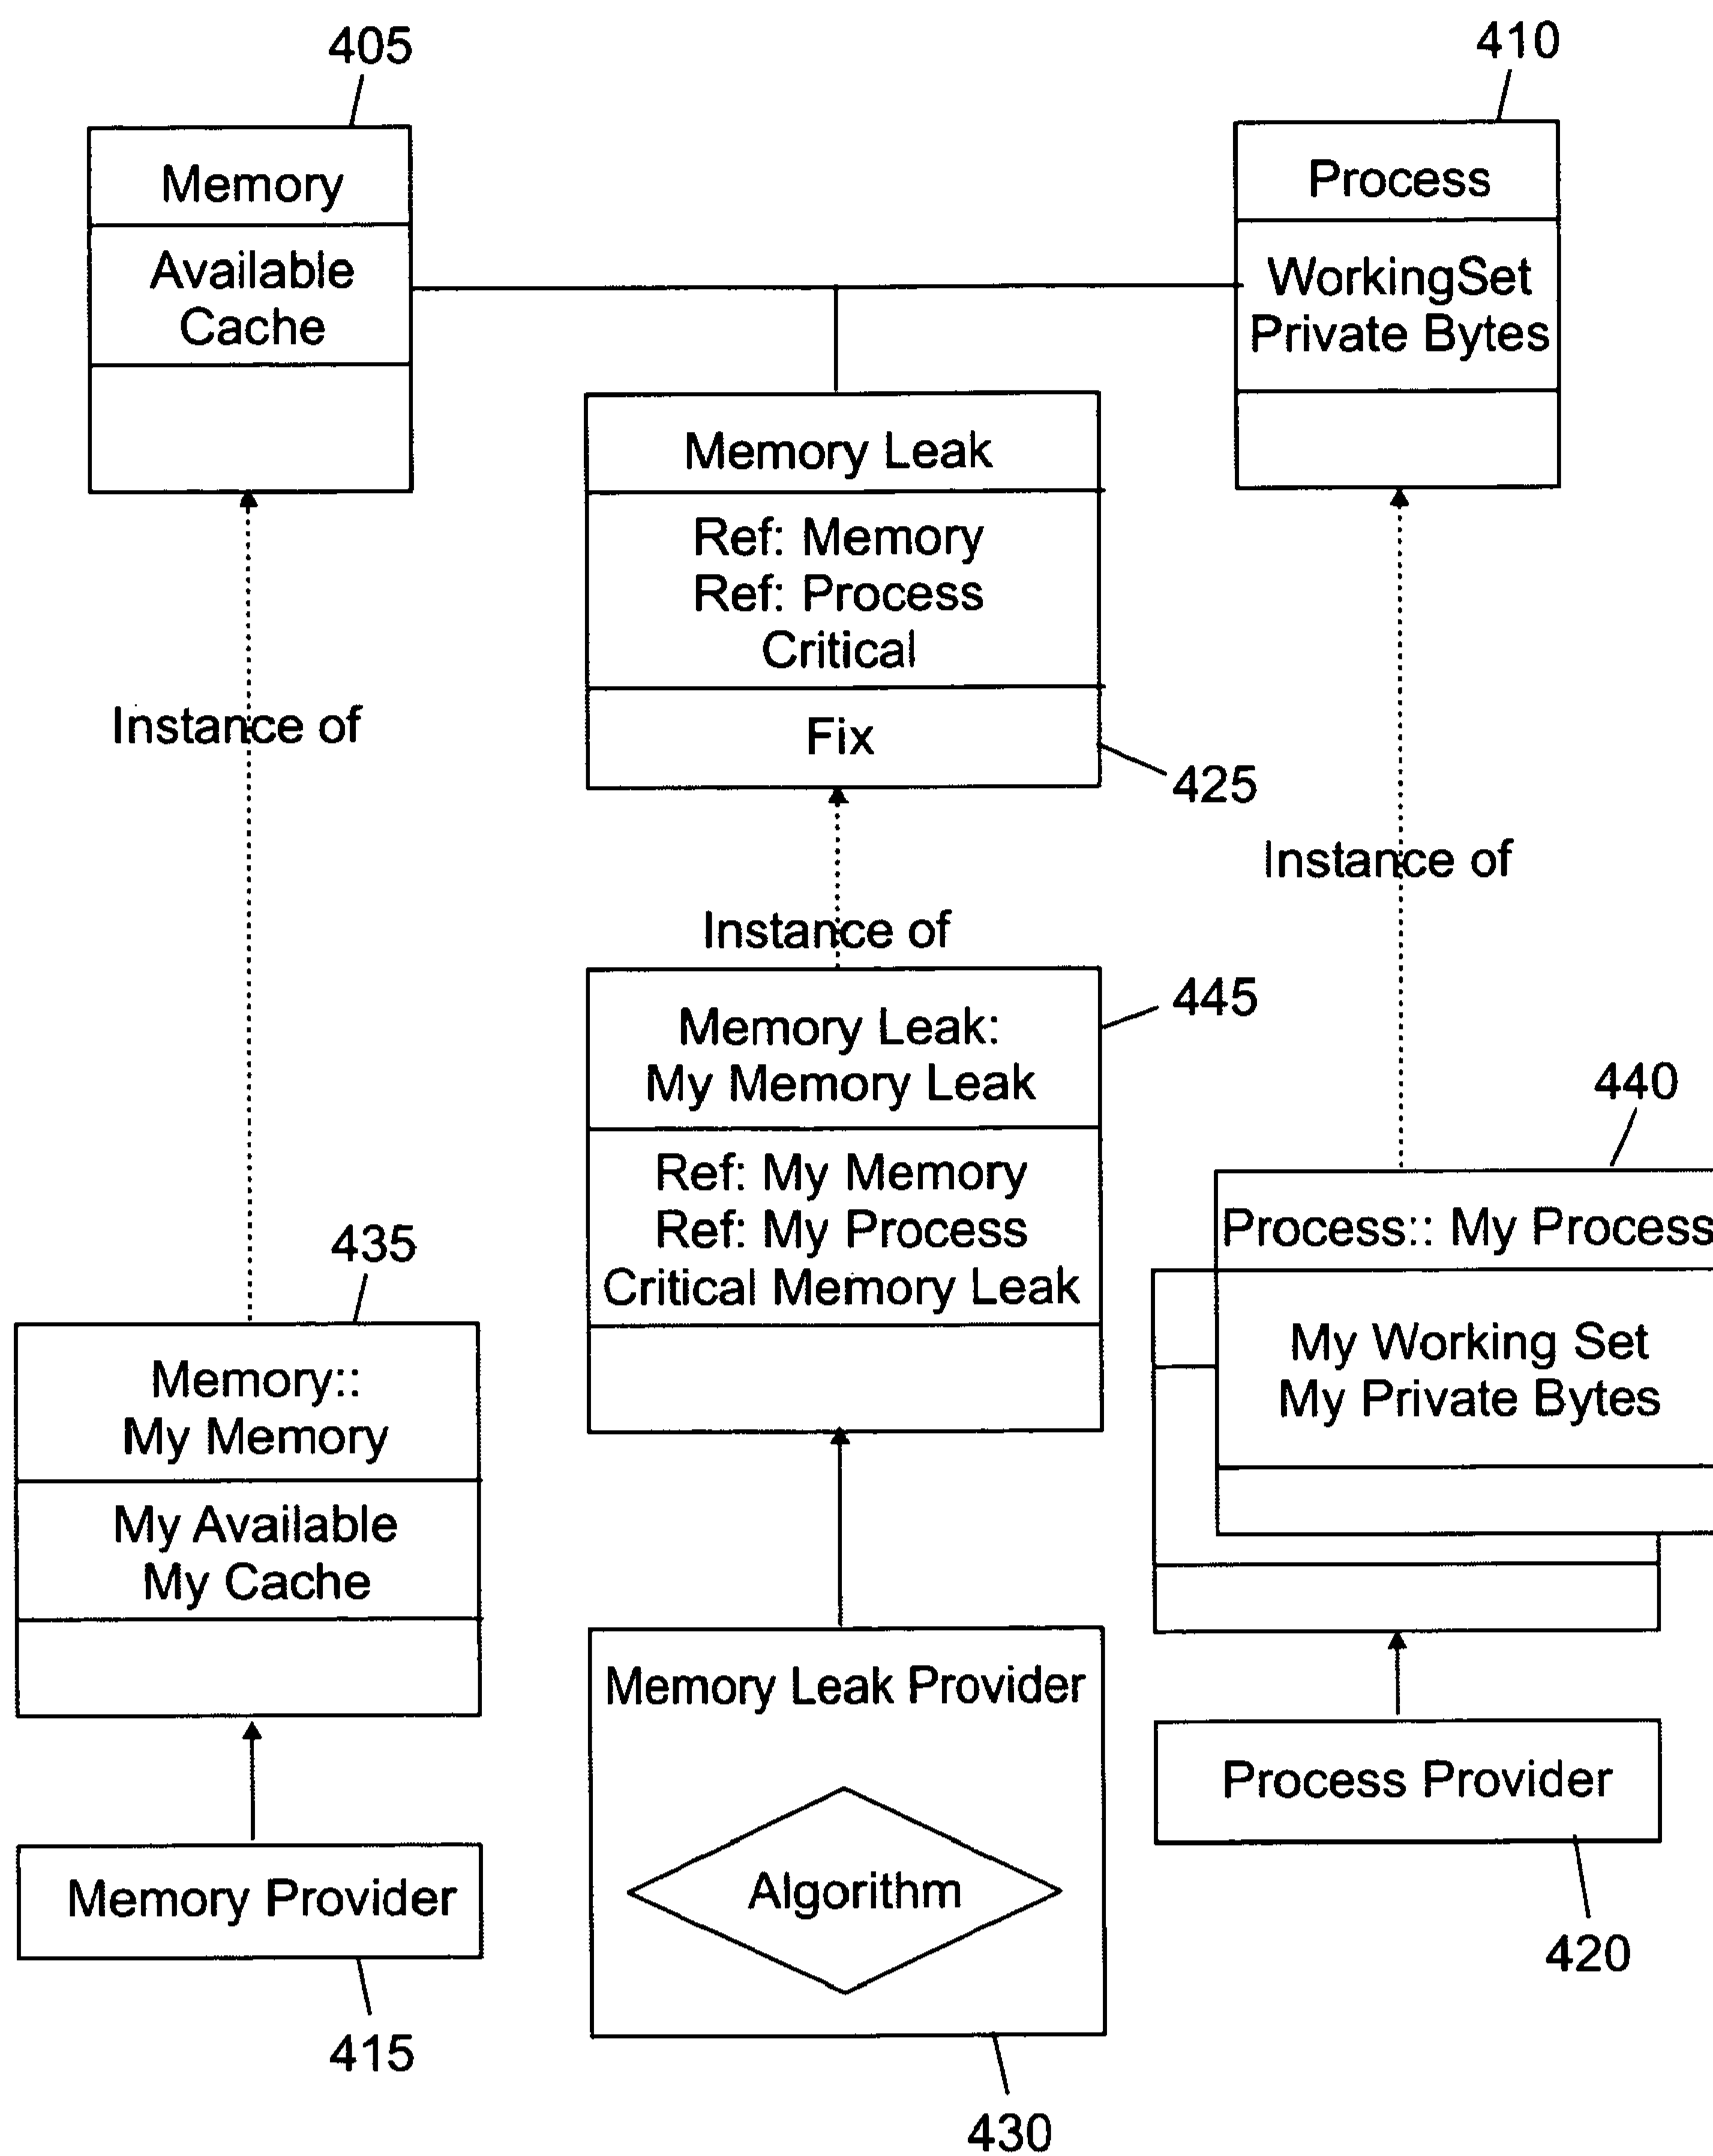 405
410
Memory
Available
Cache
Process
WorkingSet
Private Bytes
Memory Leak
Ref: Memory
Ref: Process
Critical
Fix
425
Instance of
Instance of
Instance of
445
Memory Leak:
My Memory Leak
Ref: My Memory
Ref: My Process
Critical Memory Leak
440
Process:: My Process
My Working Set
My Private Bytes
435
Memory::
My Memory
My Available
My Cache
Memory Provider
415
Memory Leak Provider
Algorithm
430
Process Provider
420